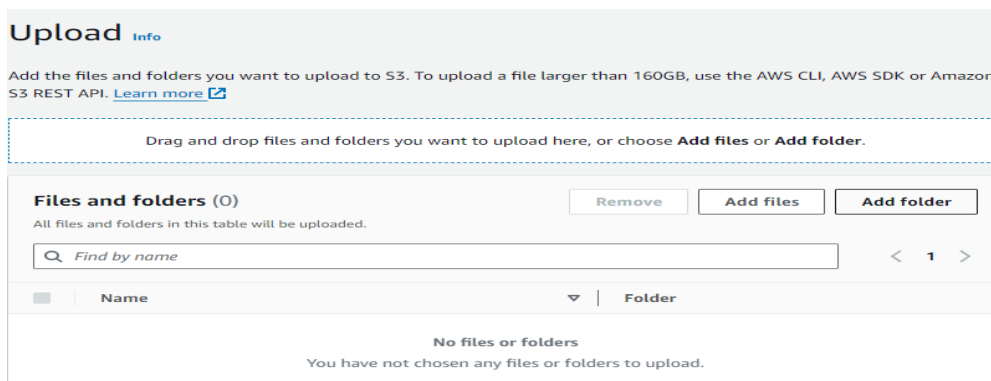 Upload Info
Add the files and folders you want to upload to S3. To upload a file larger than 160GB, use the AWS CLI, AWS SDK or Amazon
S3 REST API. Learn more
Drag and drop files and folders you want to upload here, or choose Add files or Add folder.
Files and folders (0) Remove Add files Add folder
All files and folders in this table will be uploaded.
Find by name 1
Name Folder
No files or folders
You have not chosen any files or folders to upload.